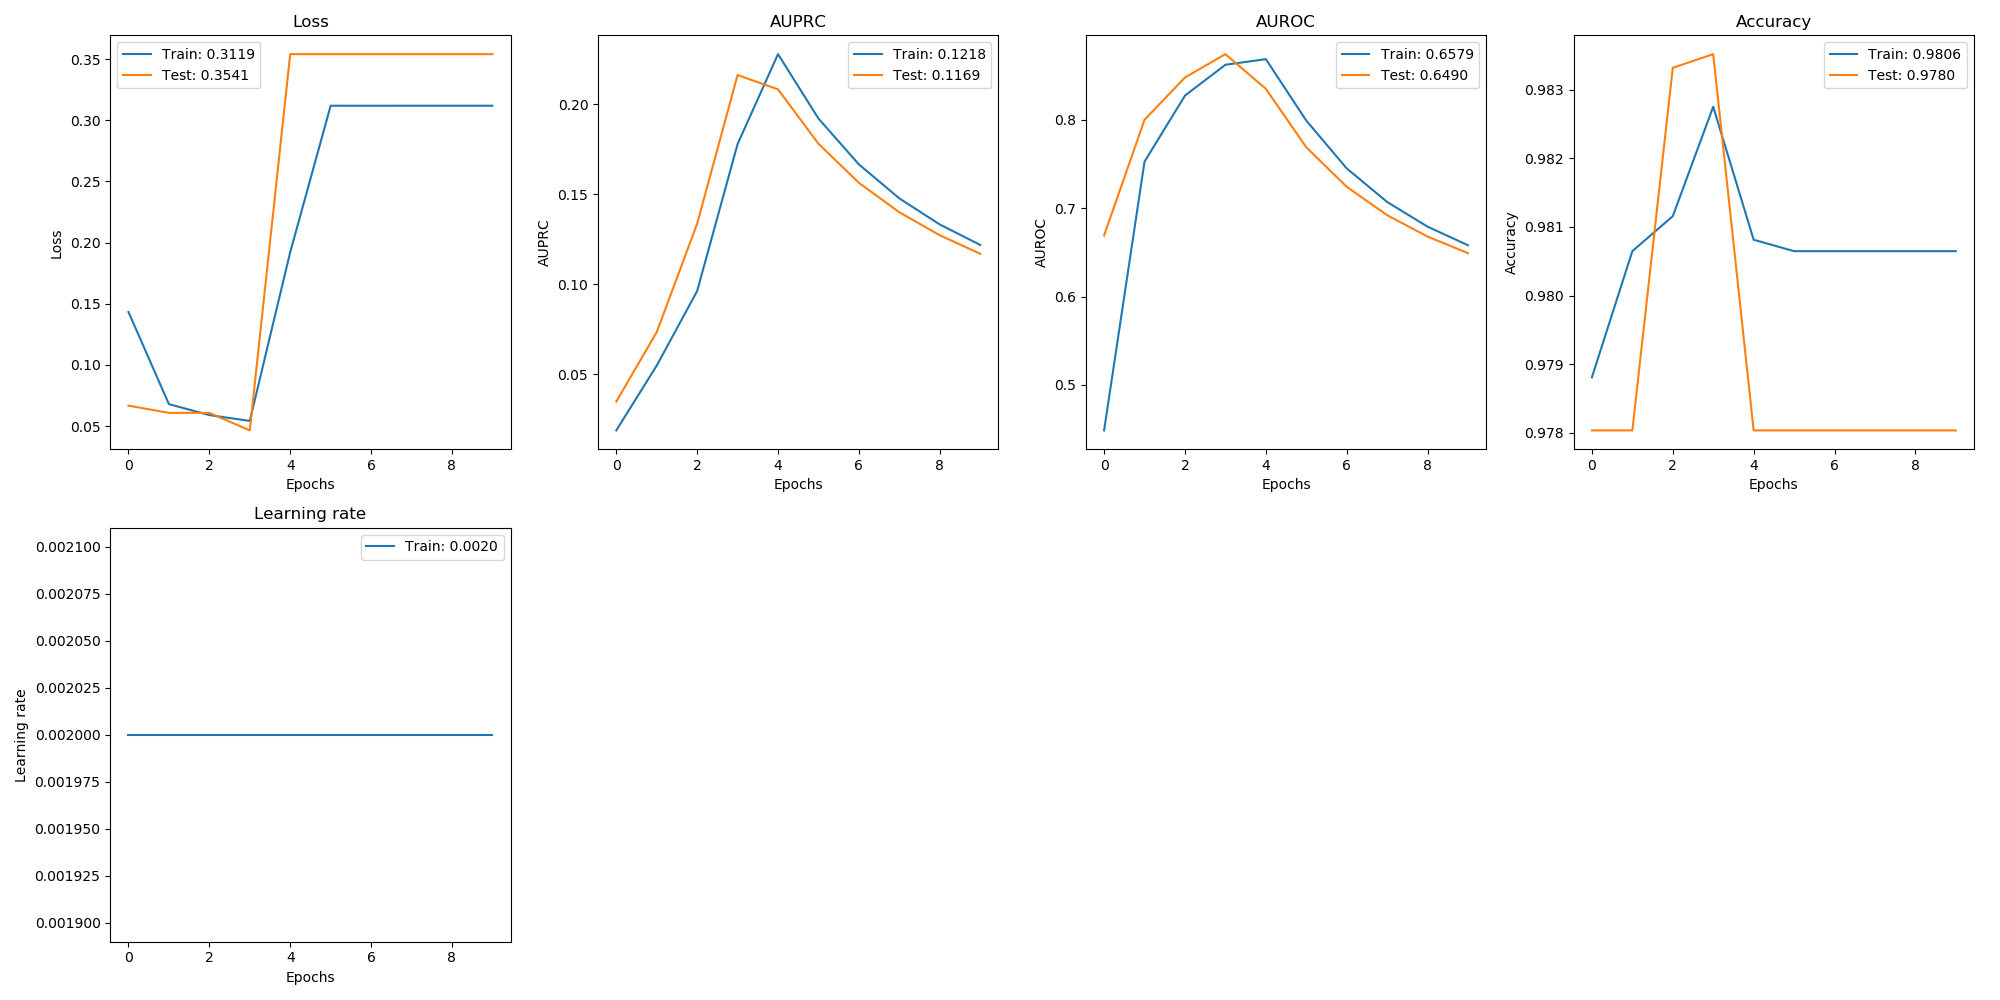 Loss
Train: 0.3119
Test: 0.3541
0.35
0.30
0.25
0.20
0.15
0.10
0.05
Loss
0 2 4 6 8
Epochs
AUPRC
Train: 0.1218
Test: 0.1169
0.20
0.15
0.10
0.05
AUPRC
0 2 4 6 8
Epochs
AUROC
Train: 0.6579
Test: 0.6490
0.8
0.7
0.6
0.5
AUROC
0 2 4 6 8
Epochs
Accuracy
Train: 0.9806
Test: 0.9780
0.983
0.982
0.981
0.980
0.979
0.978
Accuracy
0 2 4 6 8
Epochs
Learning rate
Train: 0.0020
0.002100
0.002075
0.002050
0.002025
0.002000
0.001975
0.001950
0.001925
0.001900
Learning rate
0 2 4 6 8
Epochs